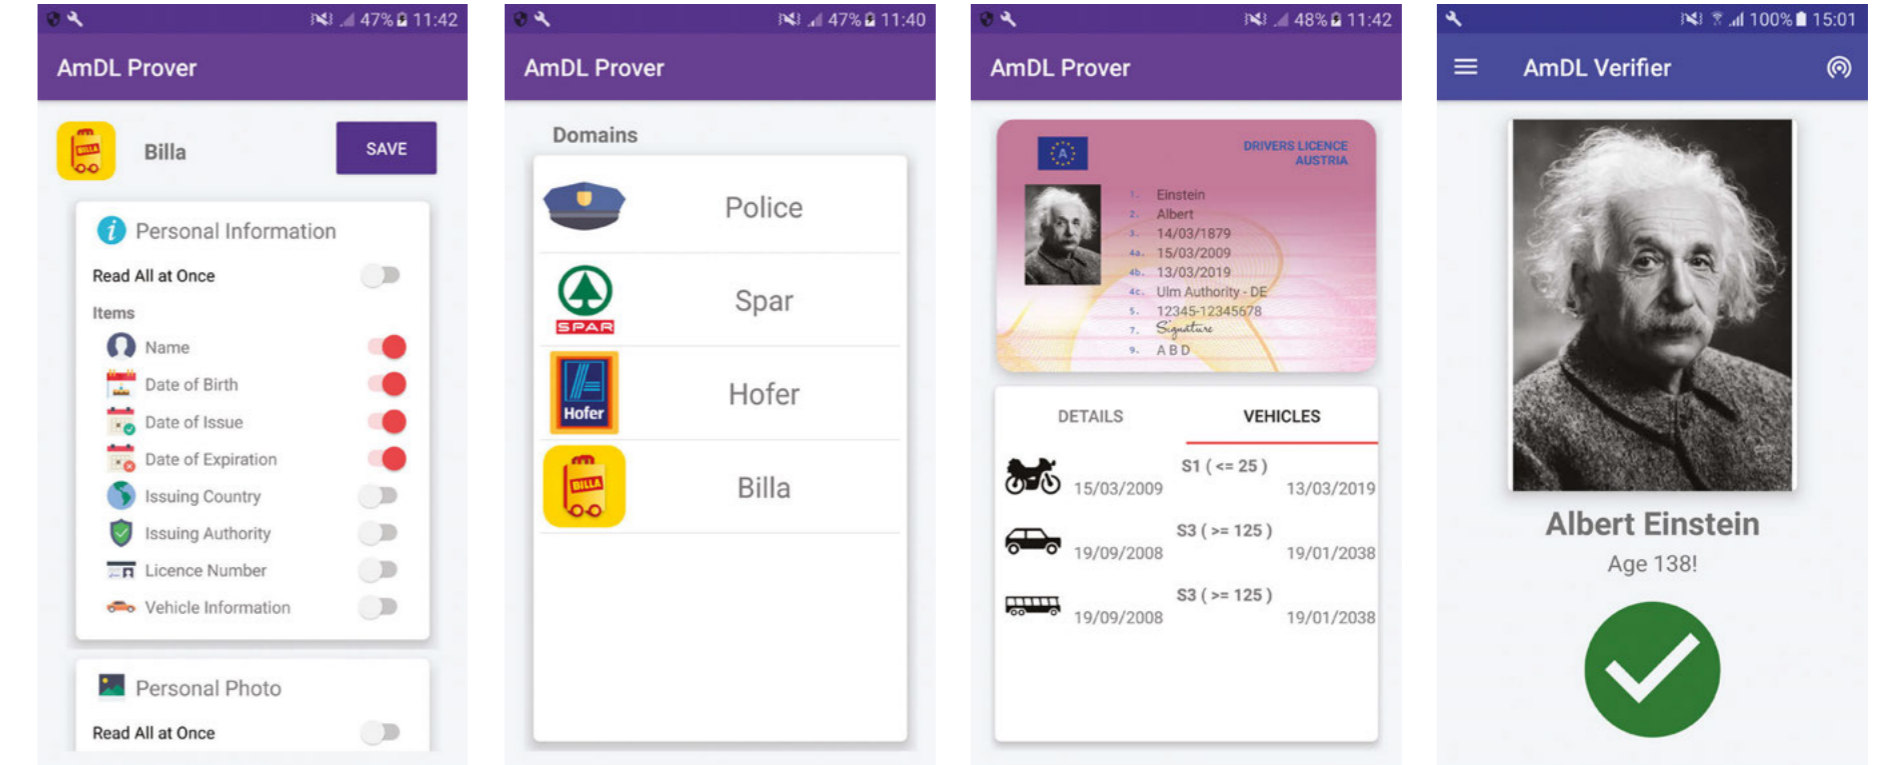 47% 11:42
AmDL Prover
BILLA
Billa
SAVE
i Personal Information
Read All at Once
Items
Name
Date of Birth
Date of Issue
Date of Expiration
Issuing Country
Issuing Authority
Licence Number
Vehicle Information
Personal Photo
Read All at Once
47% 11:40
AmDL Prover
Domains
Police
SPAR
Spar
Hofer
Hofer
BILLA
Billa
48% 11:42
AmDL Prover
A
DRIVERS LICENCE
AUSTRIA
1. Einstein
2. Albert
3. 14/03/1879
4a. 15/03/2009
4b. 13/03/2019
4c. Ulm Authority - DE
5. 12345-12345678
7. Signature
9. A B D
DETAILS VEHICLES
S1 ( <= 25 )
15/03/2009 13/03/2019
S3 ( >= 125 )
19/09/2008 19/01/2038
S3 ( >= 125 )
19/09/2008 19/01/2038
100% 15:01
AmDL Verifier
Albert Einstein
Age 138!